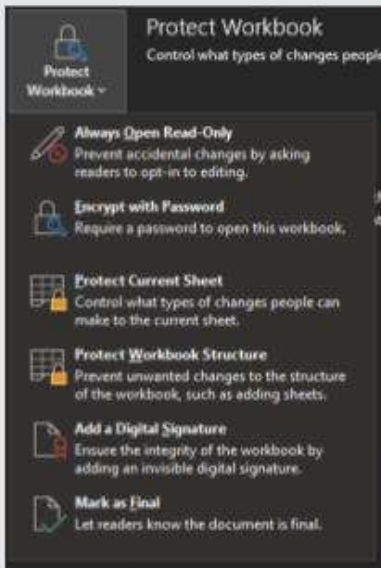 Protect Workbook
Control what types of changes people
Protect
Workbook
Always Open Read-Only
Prevent accidental changes by asking
readers to opt-in to editing.
Encrypt with Password
Require a password to open this workbook.
Protect Current Sheet
Control what types of changes people can
make to the current sheet.
Protect Workbook Structure
Prevent unwanted changes to the structure
of the workbook, such as adding sheets.
Add a Digital Signature
Ensure the integrity of the workbook by
adding an invisible digital signature.
Mark as Final
Let readers know the document is final.